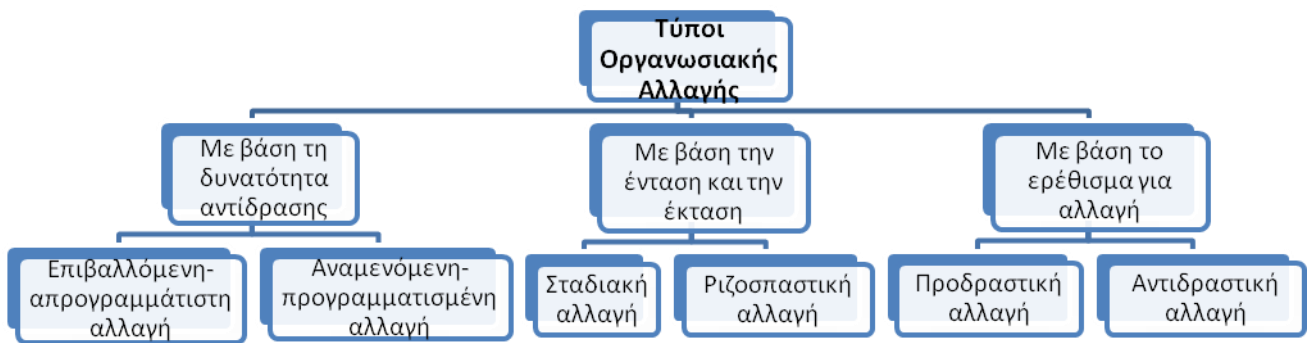 Τύποι
Οργανωσιακής
Αλλαγής
Με βάση τη
δυνατότητα
αντίδρασης
Με βάση την
ένταση και την
έκταση
Με βάση το
ερέθισμα για
αλλαγή
Επιβαλλόμενη-
απρογραμμάτιστη
αλλαγή
Αναμενόμενη-
προγραμματισμένη
αλλαγή
Σταδιακή
αλλαγή
Ριζοσπαστική
αλλαγή
Προδραστική
αλλαγή
Αντιδραστική
αλλαγή